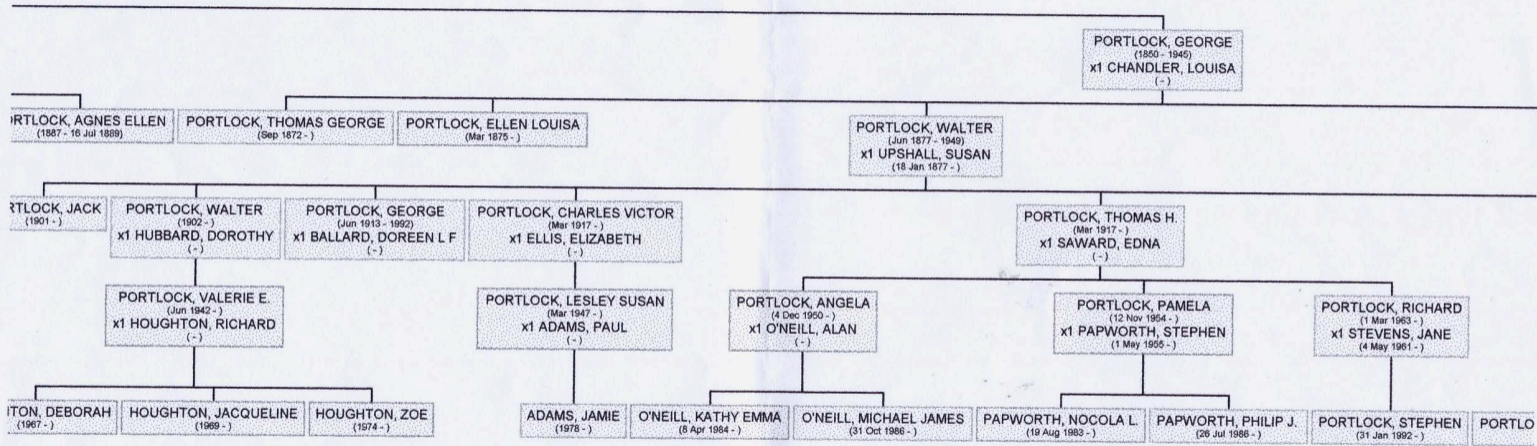 PORTLOCK, GEORGE
(1850 - 1945)
x1 CHANDLER, LOUISA
( - )
ORTLOCK, AGNES ELLEN
(1887 - 16 Jul 1889)
PORTLOCK, THOMAS GEORGE
(Sep 1872 - )
PORTLOCK, ELLEN LOUISA
(Mar 1875 - )
PORTLOCK, WALTER
(Jun 1877 - 1949)
x1 UPSHALL, SUSAN
(18 Jan 1877 - )
RTLOCK, JACK
(1901 - )
PORTLOCK, WALTER
(1902 - )
x1 HUBBARD, DOROTHY
( - )
PORTLOCK, GEORGE
(Jun 1913 - 1992)
x1 BALLARD, DOREEN L F
( - )
PORTLOCK, CHARLES VICTOR
(Mar 1917 - )
x1 ELLIS, ELIZABETH
( - )
PORTLOCK, THOMAS H.
(Mar 1917 - )
x1 SAWARD, EDNA
( - )
PORTLOCK, VALERIE E.
(Jun 1942 - )
x1 HOUGHTON, RICHARD
( - )
PORTLOCK, LESLEY SUSAN
(Mar 1947 - )
x1 ADAMS, PAUL
( - )
PORTLOCK, ANGELA
(4 Dec 1950 - )
x1 O'NEILL, ALAN
( - )
PORTLOCK, PAMELA
(12 Nov 1954 - )
x1 PAPWORTH, STEPHEN
(1 May 1955 - )
PORTLOCK, RICHARD
(1 Mar 1963 - )
x1 STEVENS, JANE
(4 May 1961 - )
TON, DEBORAH
(1967 - )
HOUGHTON, JACQUELINE
(1969 - )
HOUGHTON, ZOE
(1974 - )
ADAMS, JAMIE
(1978 - )
O'NEILL, KATHY EMMA
(8 Apr 1984 - )
O'NEILL, MICHAEL JAMES
(31 Oct 1986 - )
PAPWORTH, NOCOLA L.
(19 Aug 1983 - )
PAPWORTH, PHILIP J.
(26 Jul 1986 - )
PORTLOCK, STEPHEN
(31 Jan 1992 - )
PORTLO